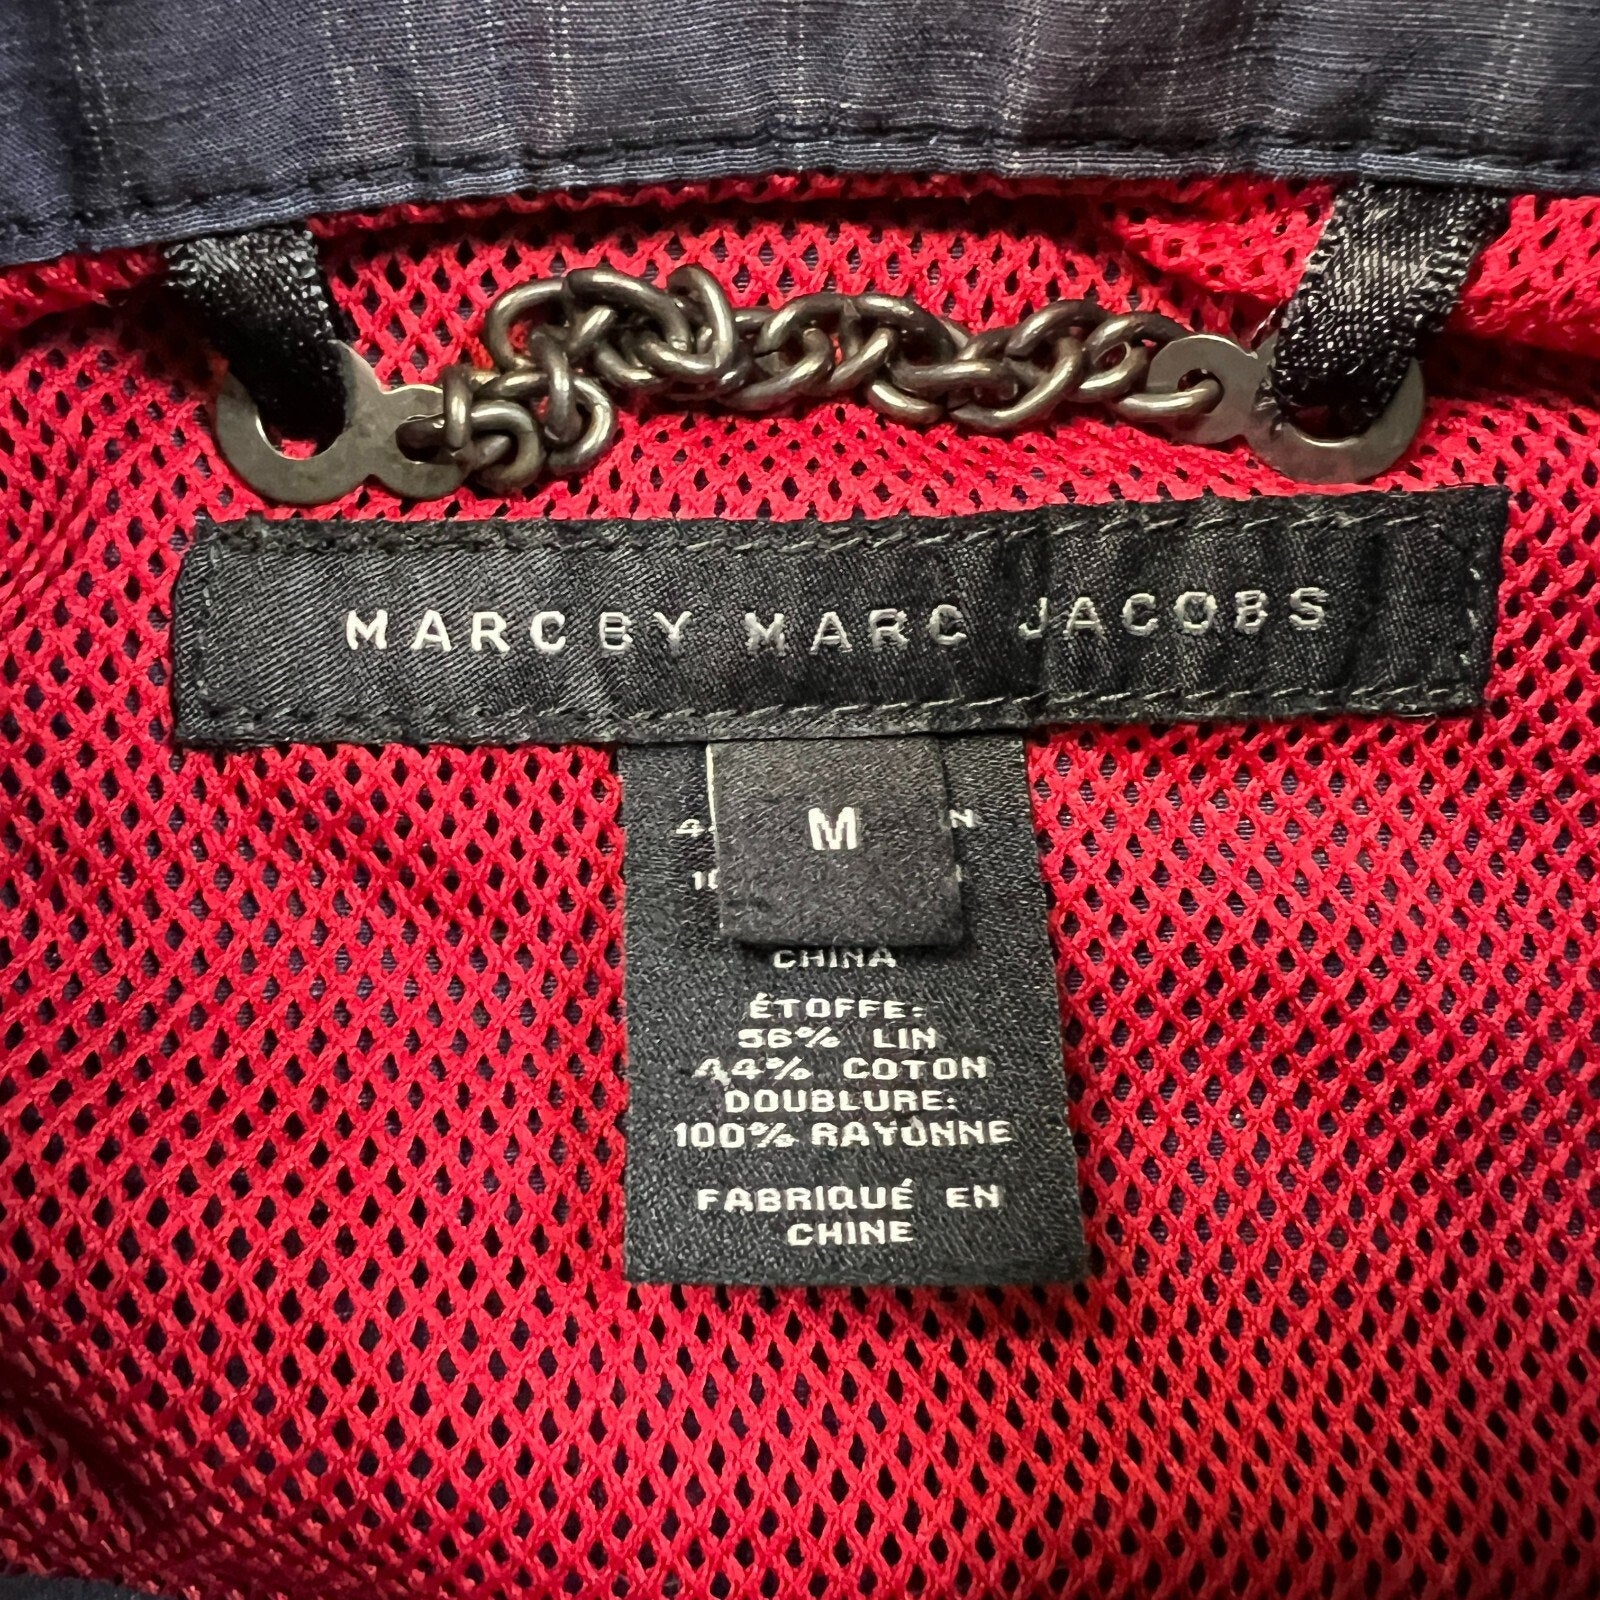 MARC BY MARC JACOBS
M
CHINA
ÉTOFFE:
56% LIN
44% COTON
DOUBLURE:
100% RAYONNE
FABRIQUÉ EN
CHINE